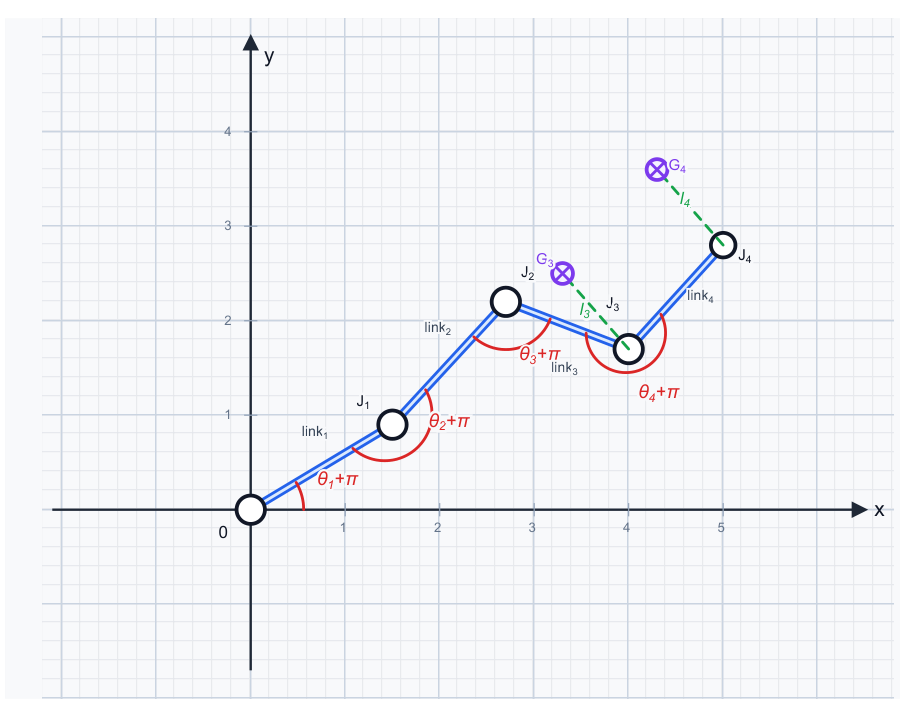 y
4
G₄
l₄
3
J₄
G₃
J₂
link₄
l₃
J₃
2
link₂
θ₃+π
link₃
θ₄+π
J₁
1
θ₂+π
link₁
θ₁+π
x
0
1
2
3
4
5